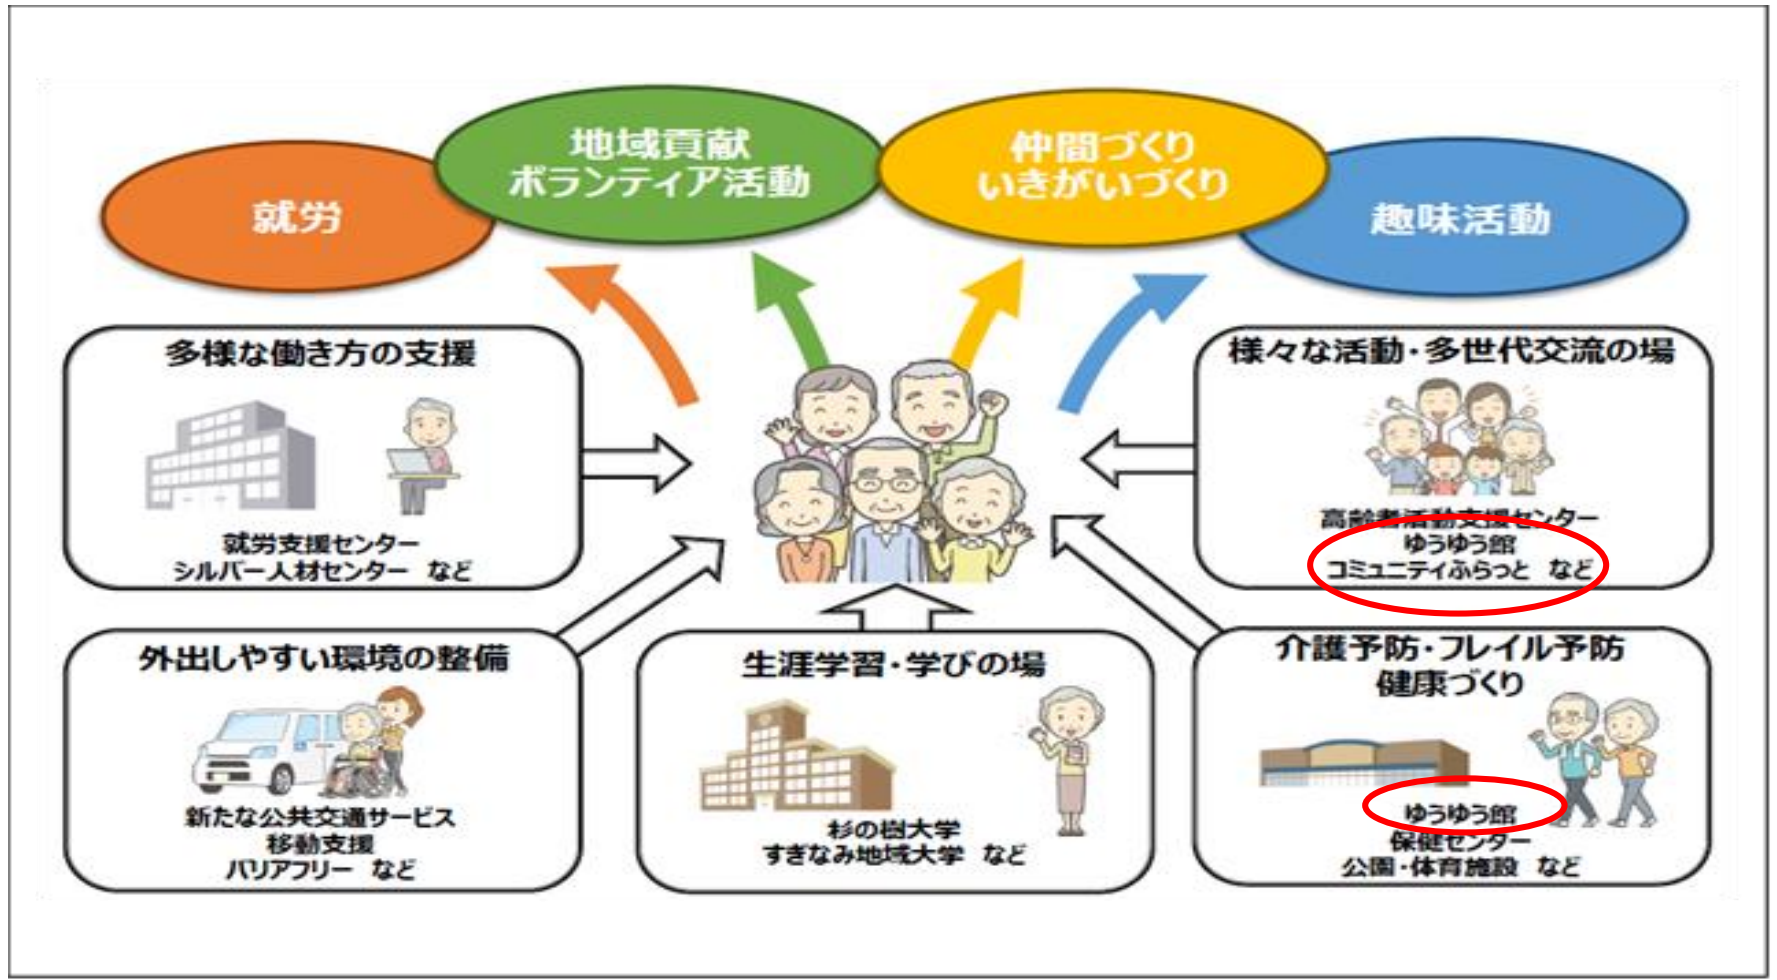 就労
地域貢献
ボランティア活動
仲間づくり
いきがいづくり
趣味活動
多様な働き方の支援
就労支援センター
シルバー人材センター など
様々な活動・多世代交流の場
高齢者活動支援センター
ゆうゆう館
コミュニティふらっと など
外出しやすい環境の整備
新たな公共交通サービス
移動支援
バリアフリー など
生涯学習・学びの場
杉の樹大学
すぎなみ地域大学 など
介護予防・フレイル予防
健康づくり
ゆうゆう館
保健センター
公園・体育施設 など